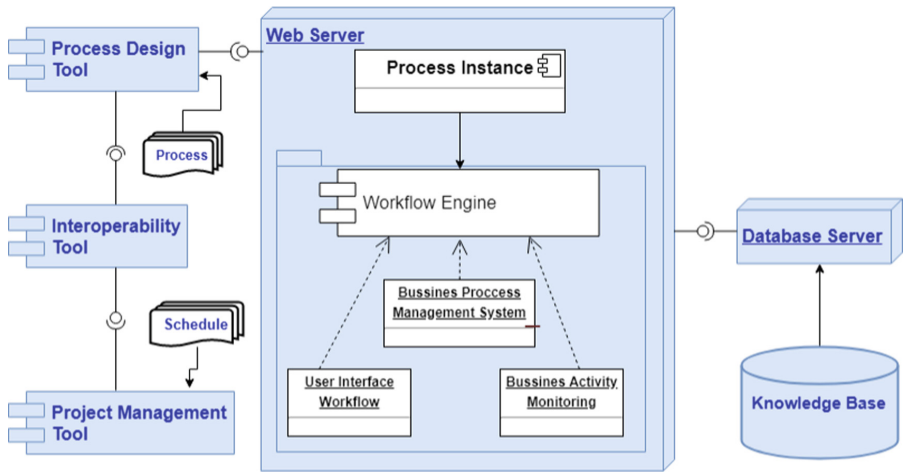 Process Design
Tool
Process
Interoperability
Tool
Schedule
Project Management
Tool
Web Server
Process Instance
Workflow Engine
Bussines Proccess
Management System
User Interface
Workflow
Bussines Activity
Monitoring
Database Server
Knowledge Base